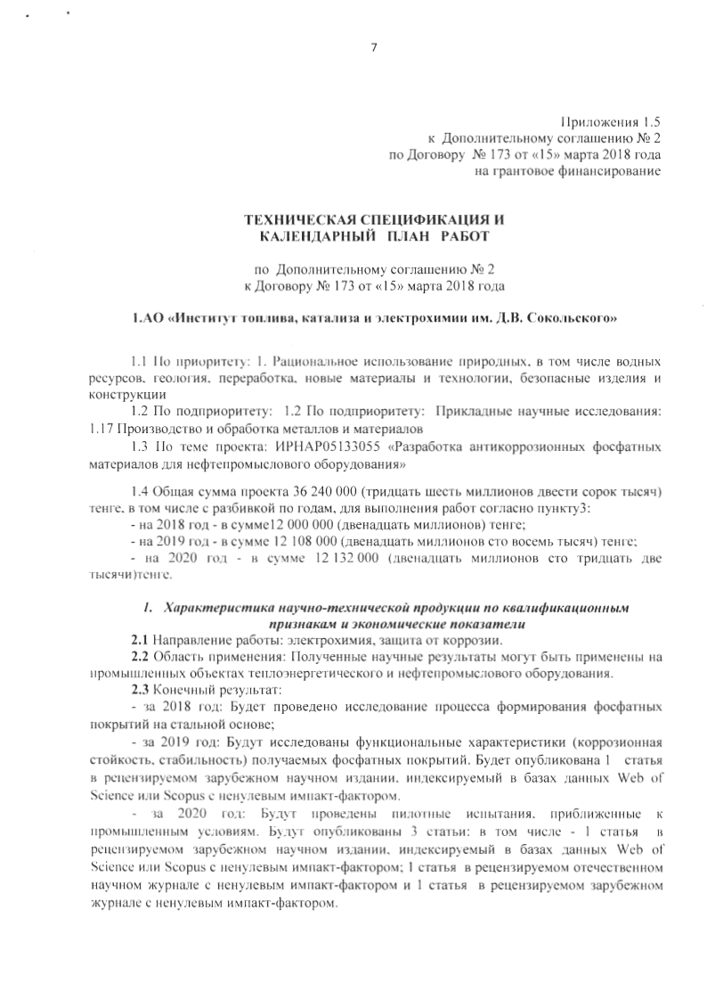 7
Приложения 1.5
к Дополнительному соглашению № 2
по Договору № 173 от «15» марта 2018 года
на грантовое финансирование
ТЕХНИЧЕСКАЯ СПЕЦИФИКАЦИЯ И
КАЛЕНДАРНЫЙ ПЛАН РАБОТ
по Дополнительному соглашению № 2
к Договору № 173 от «15» марта 2018 года
1.АО «Институт топлива, катализа и электрохимии им. Д.В. Сокольского»
1.1 По приоритету: 1. Рациональное использование природных, в том числе водных
ресурсов, геология, переработка, новые материалы и технологии, безопасные изделия и
конструкции
1.2 По подприоритету: 1.2 По подприоритету: Прикладные научные исследования:
1.17 Производство и обработка металлов и материалов
1.3 По теме проекта: ИРНАР05133055 «Разработка антикоррозионных фосфатных
материалов для нефтепромыслового оборудования»
1.4 Общая сумма проекта 36 240 000 (тридцать шесть миллионов двести сорок тысяч)
тенге, в том числе с разбивкой по годам, для выполнения работ согласно пункту3:
- на 2018 год - в сумме12 000 000 (двенадцать миллионов) тенге;
- на 2019 год - в сумме 12 108 000 (двенадцать миллионов сто восемь тысяч) тенге;
- на 2020 год - в сумме 12 132 000 (двенадцать миллионов сто тридцать две
тысячи)тенге.
1. Характеристика научно-технической продукции по квалификационным
признакам и экономические показатели
2.1 Направление работы: электрохимия, защита от коррозии.
2.2 Область применения: Полученные научные результаты могут быть применены на
промышленных объектах теплоэнергетического и нефтепромыслового оборудования.
2.3 Конечный результат:
- за 2018 год: Будет проведено исследование процесса формирования фосфатных
покрытий на стальной основе;
- за 2019 год: Будут исследованы функциональные характеристики (коррозионная
стойкость, стабильность) получаемых фосфатных покрытий. Будет опубликована 1 статья
в рецензируемом зарубежном научном издании, индексируемый в базах данных Web of
Science или Scopus с ненулевым импакт-фактором.
- за 2020 год: Будут проведены пилотные испытания, приближенные к
промышленным условиям. Будут опубликованы 3 статьи: в том числе - 1 статья в
рецензируемом зарубежном научном издании, индексируемый в базах данных Web of
Science или Scopus с ненулевым импакт-фактором; 1 статья в рецензируемом отечественном
научном журнале с ненулевым импакт-фактором и 1 статья в рецензируемом зарубежном
журнале с ненулевым импакт-фактором.